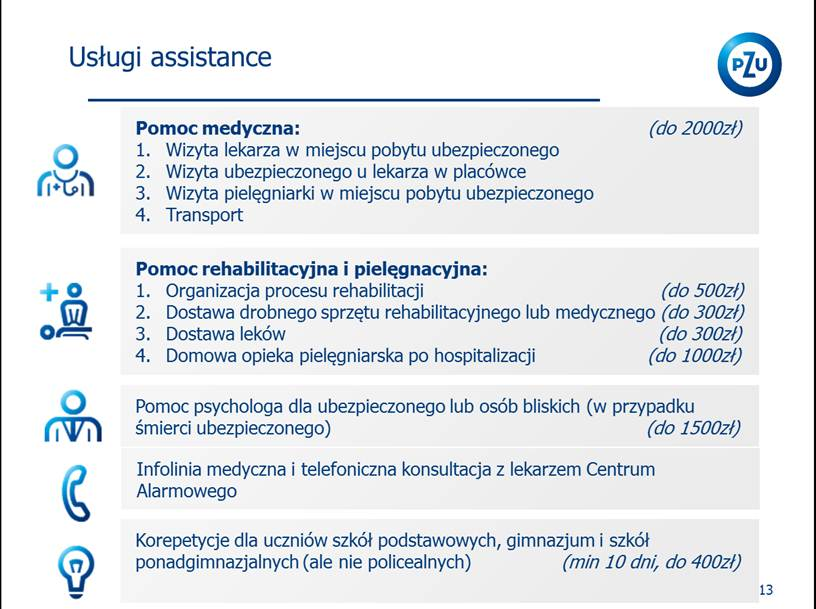 Usługi assistance
PZU
Pomoc medyczna: (do 2000zł)
1. Wizyta lekarza w miejscu pobytu ubezpieczonego
2. Wizyta ubezpieczonego u lekarza w placówce
3. Wizyta pielęgniarki w miejscu pobytu ubezpieczonego
4. Transport
Pomoc rehabilitacyjna i pielęgnacyjna:
1. Organizacja procesu rehabilitacji (do 500zł)
2. Dostawa drobnego sprzętu rehabilitacyjnego lub medycznego (do 300zł)
3. Dostawa leków (do 300zł)
4. Domowa opieka pielęgniarska po hospitalizacji (do 1000zł)
Pomoc psychologa dla ubezpieczonego lub osób bliskich (w przypadku
śmierci ubezpieczonego) (do 1500zł)
Infolinia medyczna i telefoniczna konsultacja z lekarzem Centrum
Alarmowego
Korepetycje dla uczniów szkół podstawowych, gimnazjum i szkół
ponadgimnazjalnych (ale nie policealnych) (min 10 dni, do 400zł)
13